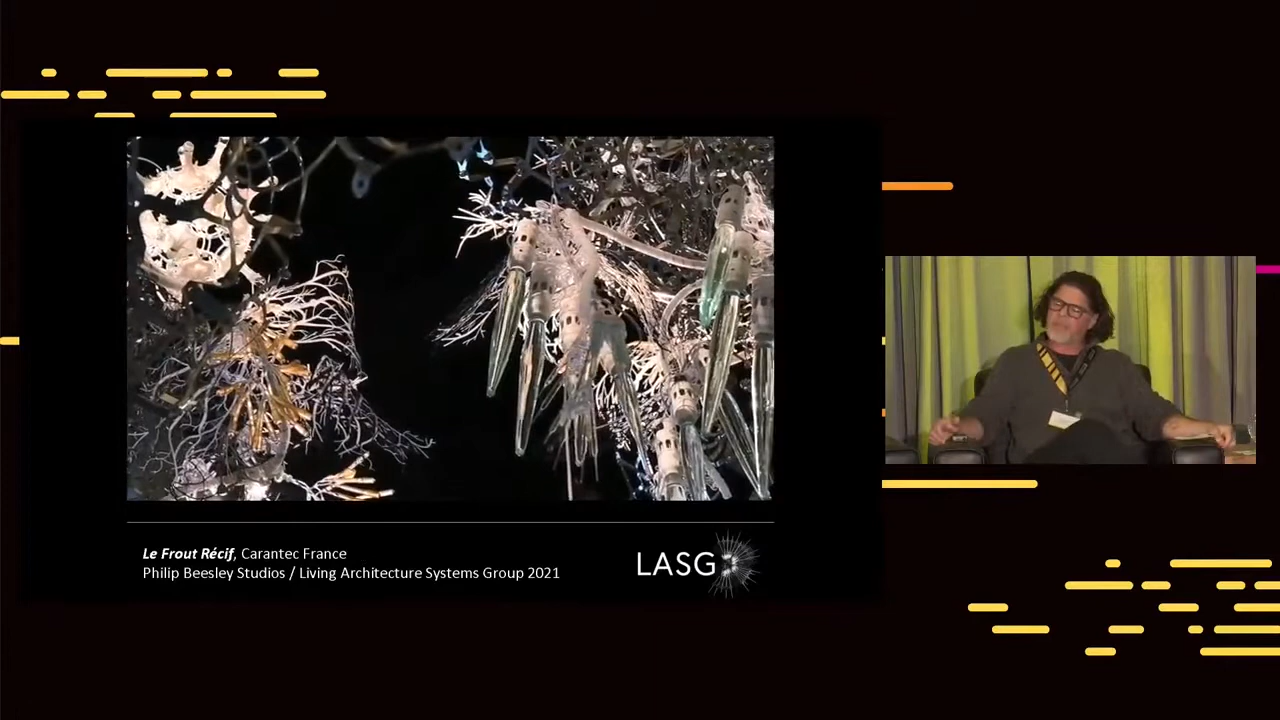 Le Frout Récif, Carantec France
Philip Beesley Studios / Living Architecture Systems Group 2021
LASG